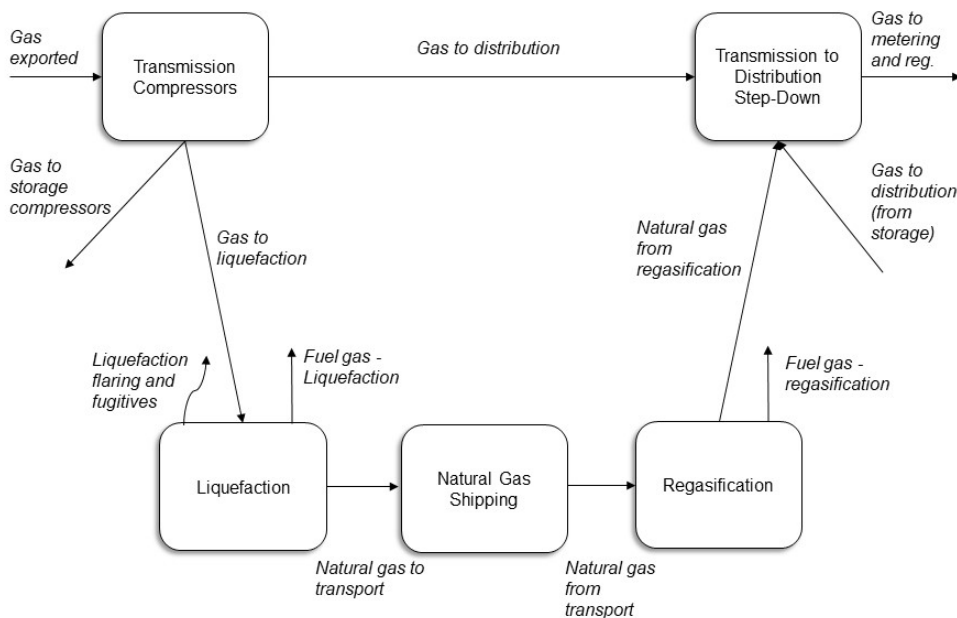 Gas
exported
Transmission
Compressors
Gas to distribution
Transmission to
Distribution
Step-Down
Gas to
metering
and reg.
Gas to
storage
compressors
Gas to
liquefaction
Natural gas
from
regasification
Gas to
distribution
(from
storage)
Liquefaction
flaring and
fugitives
Fuel gas -
Liquefaction
Fuel gas -
regasification
Liquefaction
Natural Gas
Shipping
Regasification
Natural gas to
transport
Natural gas
from
transport